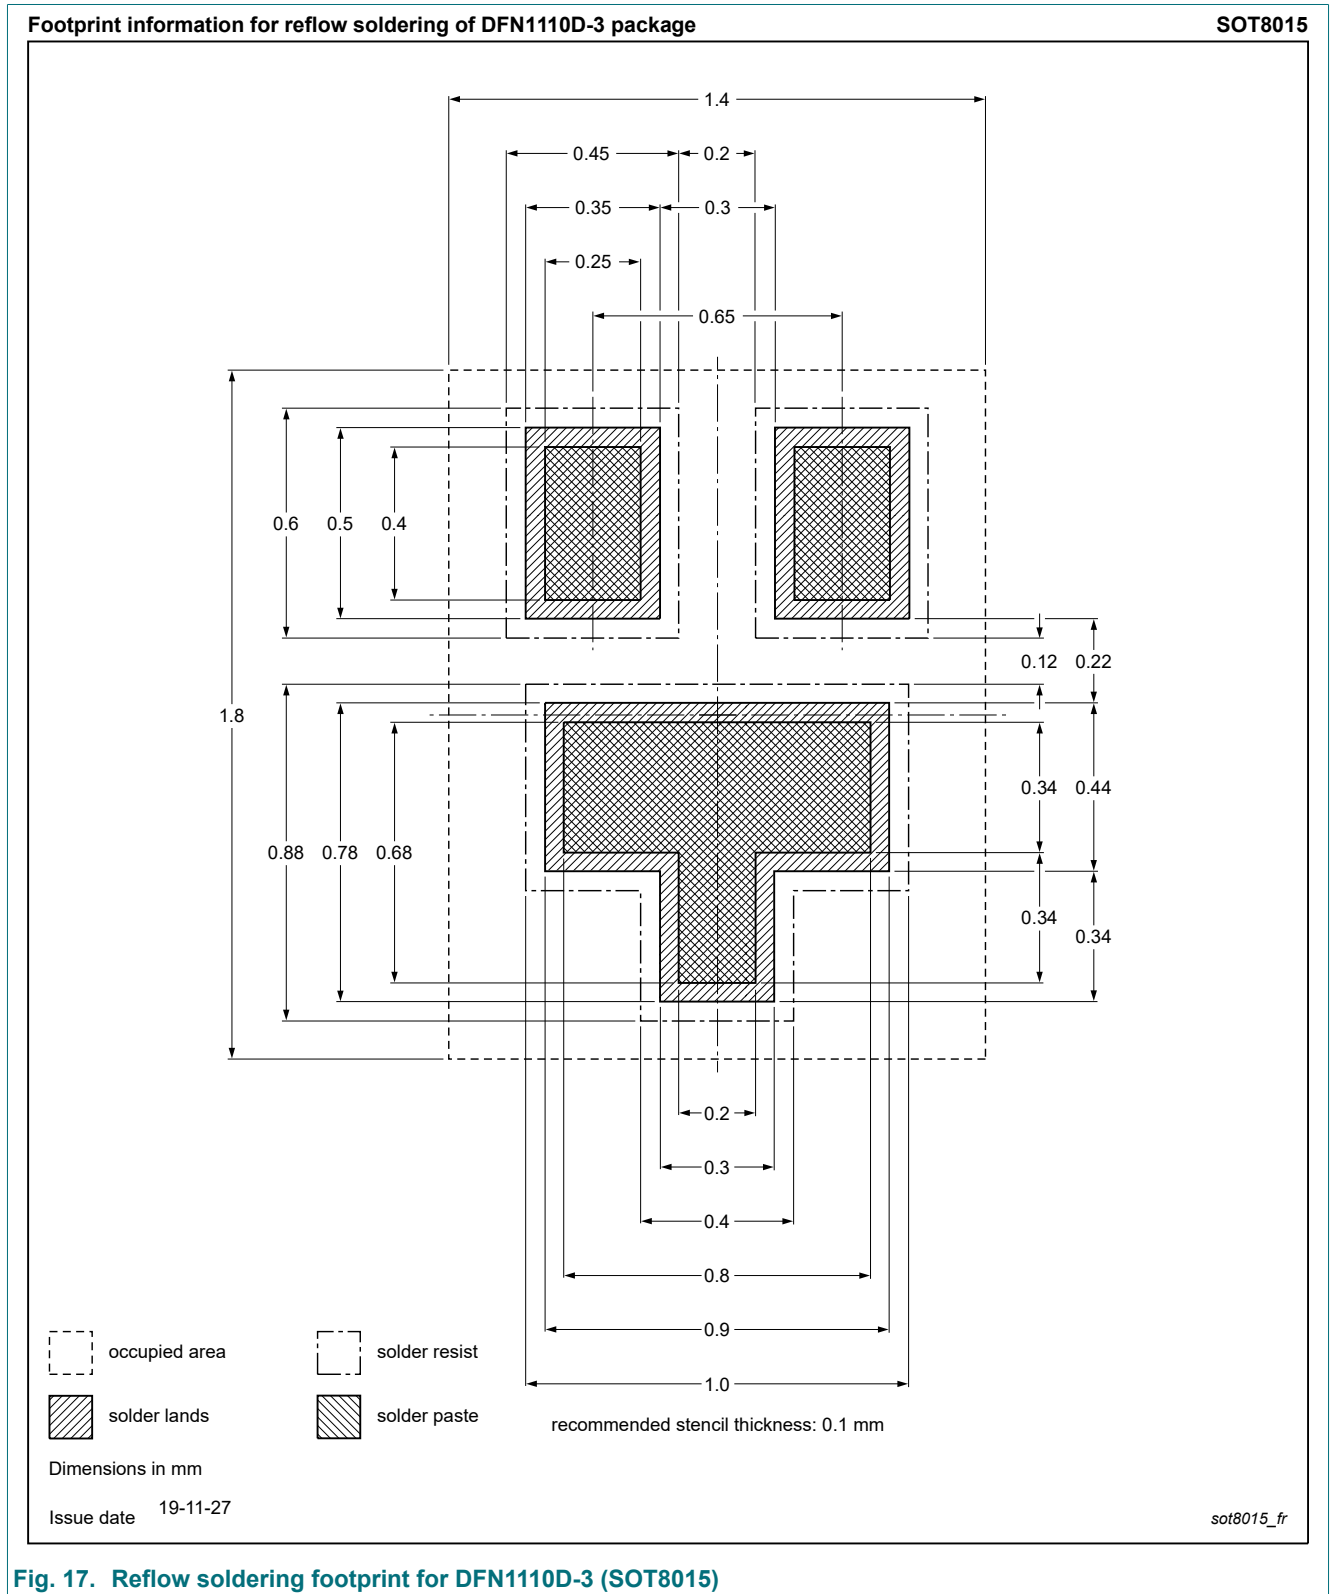 Footprint information for reflow soldering of DFN1110D-3 package SOT8015
1.4
0.45 0.2
0.35 0.3
0.25
0.65
0.6 0.5 0.4
0.12 0.22
1.8
0.34 0.44
0.88 0.78 0.68
0.34 0.34
0.2
0.3
0.4
0.8
0.9
1.0
occupied area solder resist
solder lands solder paste
recommended stencil thickness: 0.1 mm
Dimensions in mm
Issue date 19-11-27
sot8015_fr
Fig. 17. Reflow soldering footprint for DFN1110D-3 (SOT8015)